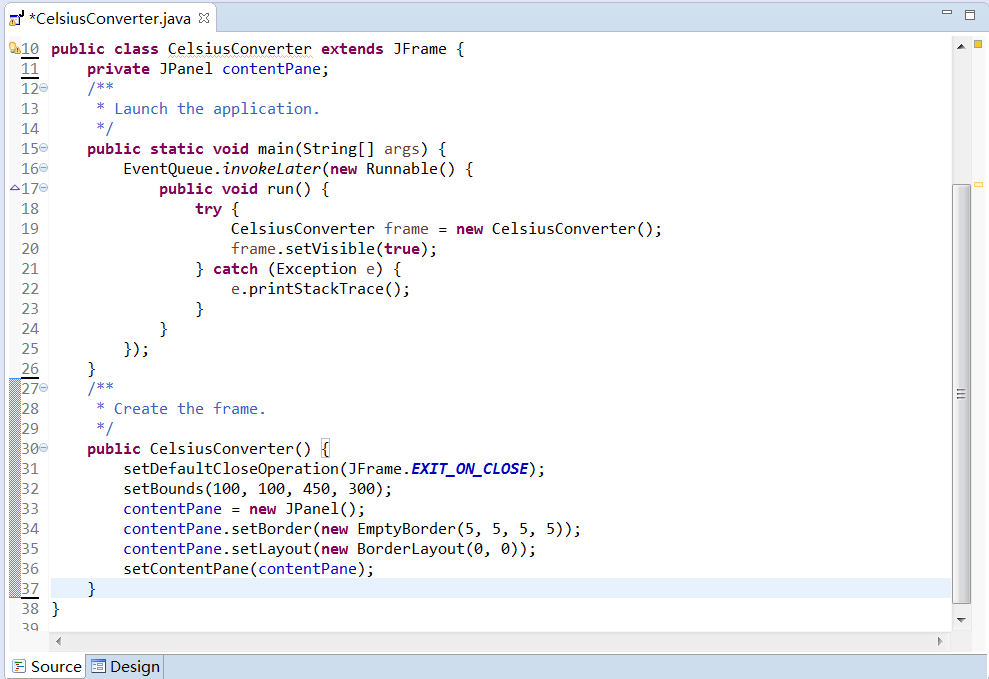 *CelsiusConverter.java
10 public class CelsiusConverter extends JFrame {
11     private JPanel contentPane;
12     /**
13      * Launch the application.
14      */
15     public static void main(String[] args) {
16         EventQueue.invokeLater(new Runnable() {
17             public void run() {
18                 try {
19                     CelsiusConverter frame = new CelsiusConverter();
20                     frame.setVisible(true);
21                 } catch (Exception e) {
22                     e.printStackTrace();
23                 }
24             }
25         });
26     }
27     /**
28      * Create the frame.
29      */
30     public CelsiusConverter() {
31         setDefaultCloseOperation(JFrame.EXIT_ON_CLOSE);
32         setBounds(100, 100, 450, 300);
33         contentPane = new JPanel();
34         contentPane.setBorder(new EmptyBorder(5, 5, 5, 5));
35         contentPane.setLayout(new BorderLayout(0, 0));
36         setContentPane(contentPane);
37     }
38 }
39
Source Design